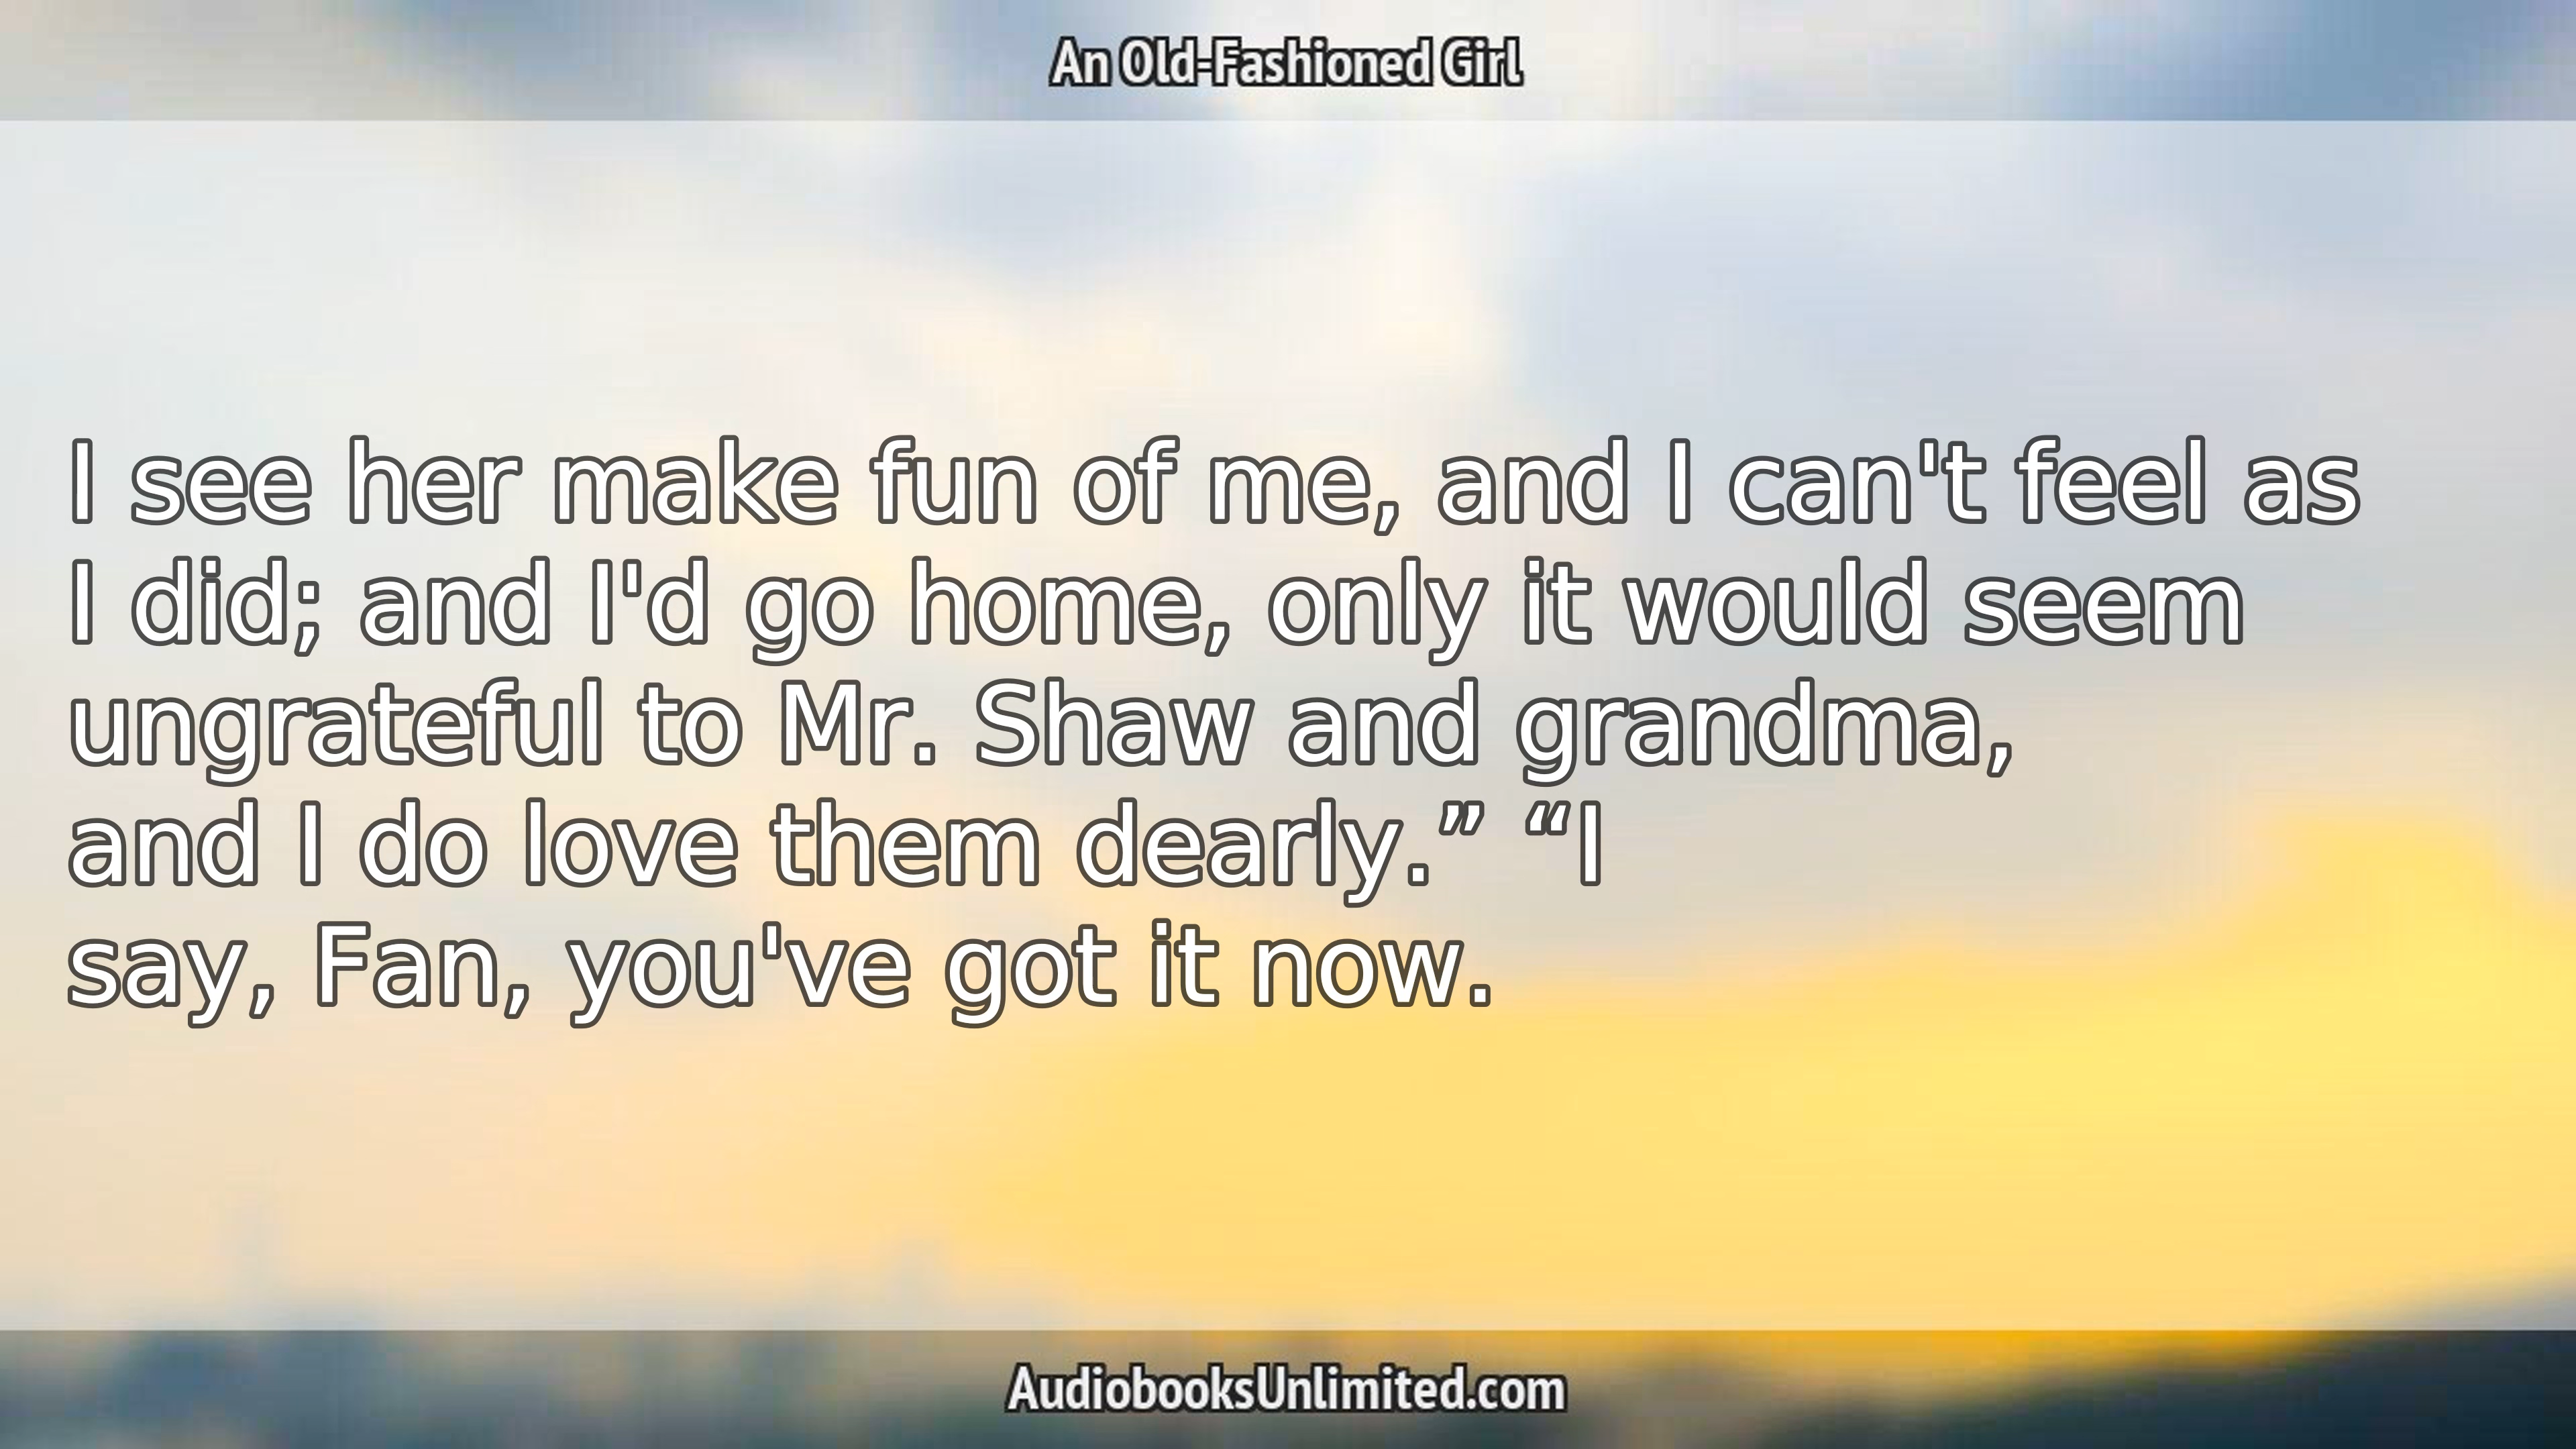 An Old-Fashioned Girl
I see her make fun of me, and I can't feel as
I did; and I'd go home, only it would seem
ungrateful to Mr. Shaw and grandma,
and I do love them dearly.” “I
say, Fan, you've got it now.
AudiobooksUnlimited.com